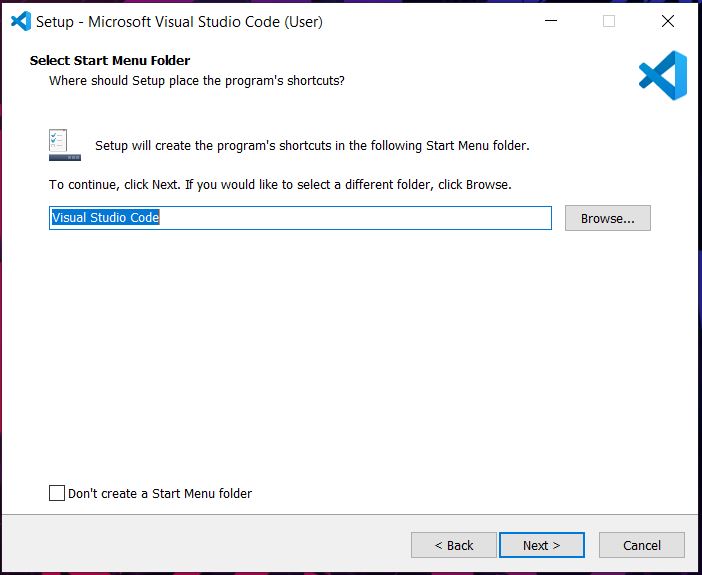 Setup - Microsoft Visual Studio Code (User)
Select Start Menu Folder
Where should Setup place the program's shortcuts?
Setup will create the program's shortcuts in the following Start Menu folder.
To continue, click Next. If you would like to select a different folder, click Browse.
Visual Studio Code
Browse...
Don't create a Start Menu folder
< Back
Next >
Cancel